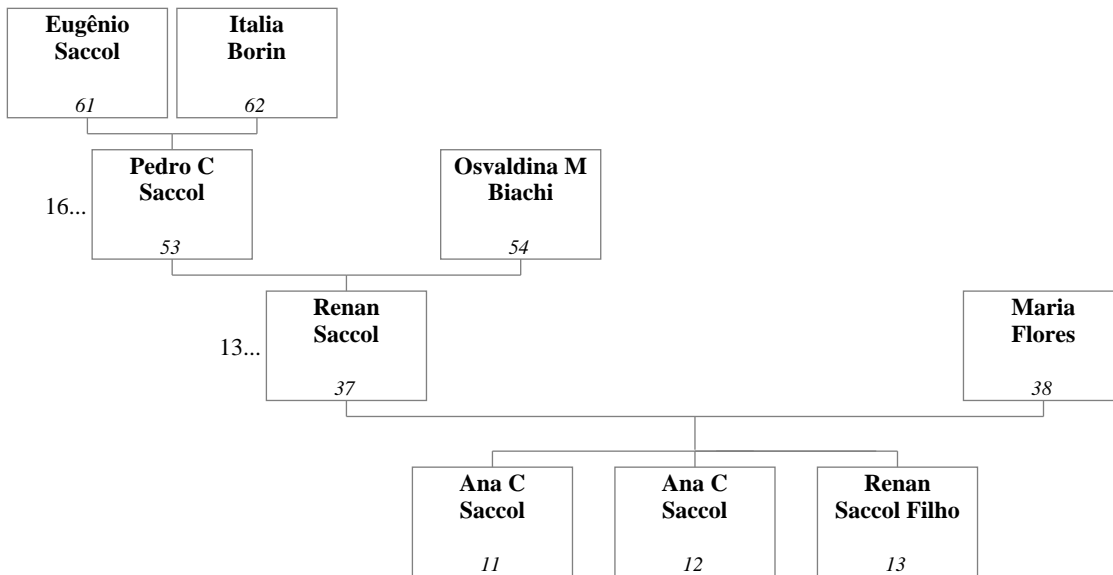 Eugênio
Saccol
61
Italia
Borin
62
16...
Pedro C
Saccol
53
Osvaldina M
Biachi
54
13...
Renan
Saccol
37
Maria
Flores
38
Ana C
Saccol
11
Ana C
Saccol
12
Renan
Saccol Filho
13